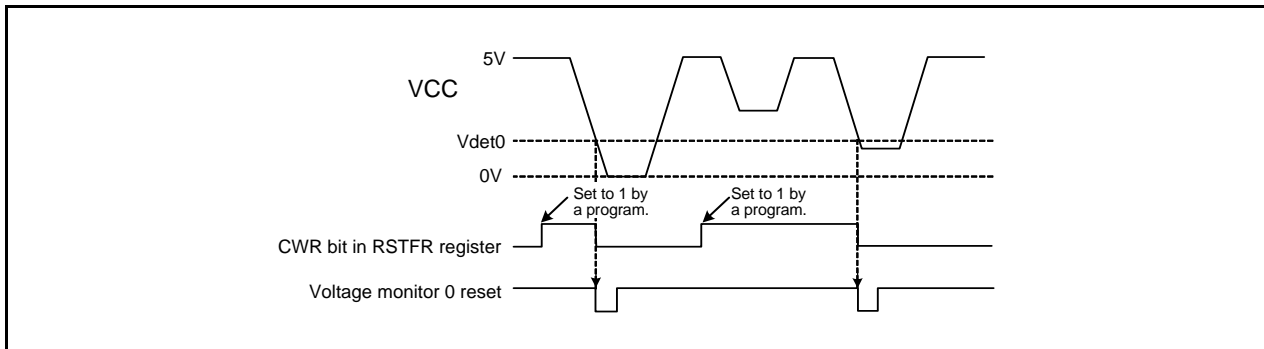 5V
VCC
Vdet0
0V
Set to 1 by
a program.
Set to 1 by
a program.
CWR bit in RSTFR register
Voltage monitor 0 reset